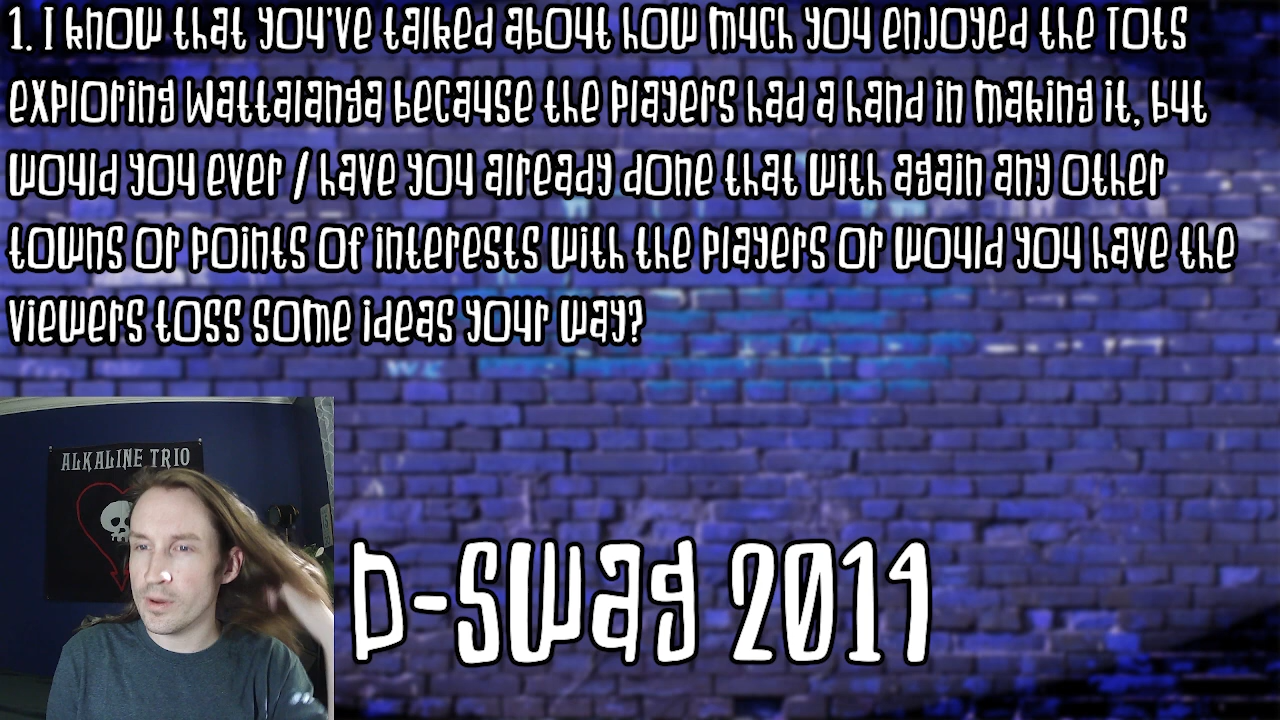 1. I know that you've talked about how much you enjoyed the Tots
exploring Wattalanga because the players had a hand in making it, but
would you ever / have you already done that with again any other
towns or points of interests with the players or would you have the
viewers toss some ideas your way?
ALKALINE TRIO
D-Swag 2019